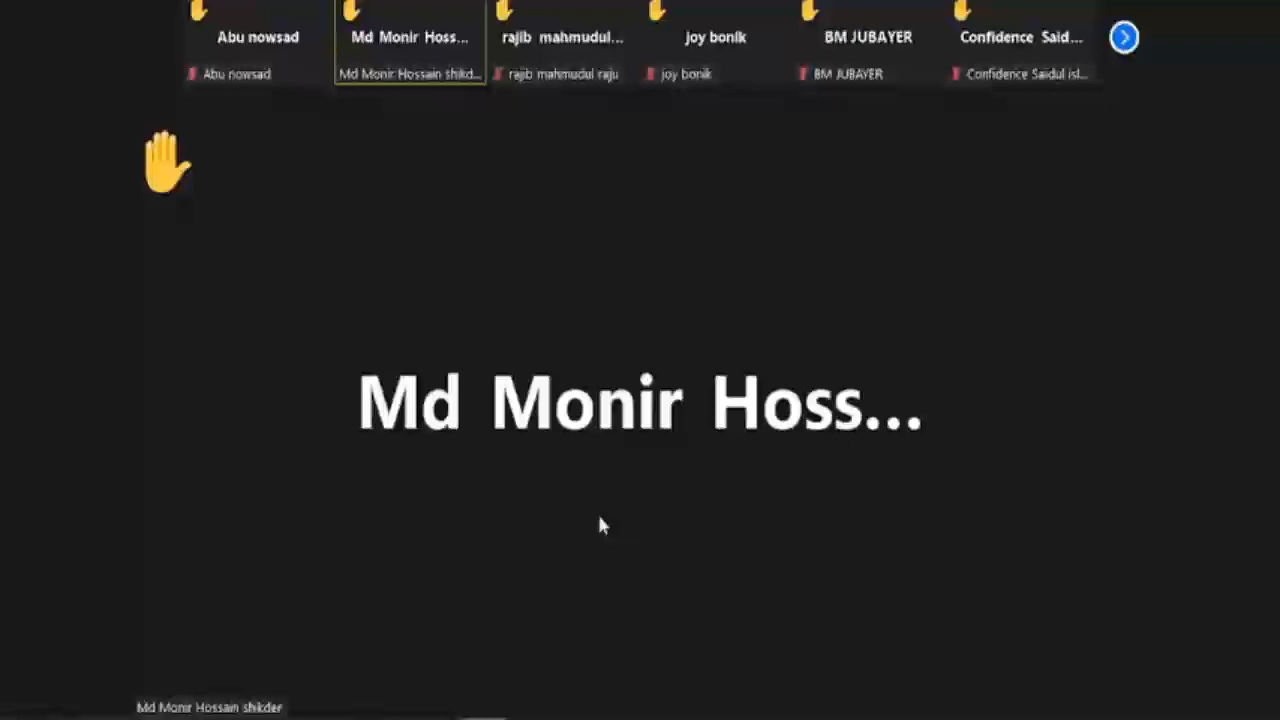 Abu nowsad
Md Monir Hoss...
rajib mahmudul...
joy bonik
BM JUBAYER
Confidence Said...
Abu nowsad
Md Monir Hossain shikd...
rajib mahmudul raju
joy bonik
BM JUBAYER
Confidence Saidul isl...
Md Monir Hoss...
Md Monir Hossain shikder